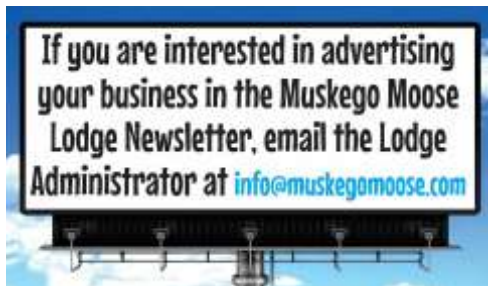 If you are interested in advertising
your business in the Muskego Moose
Lodge Newsletter, email the Lodge
Administrator at info@muskegomoose.com